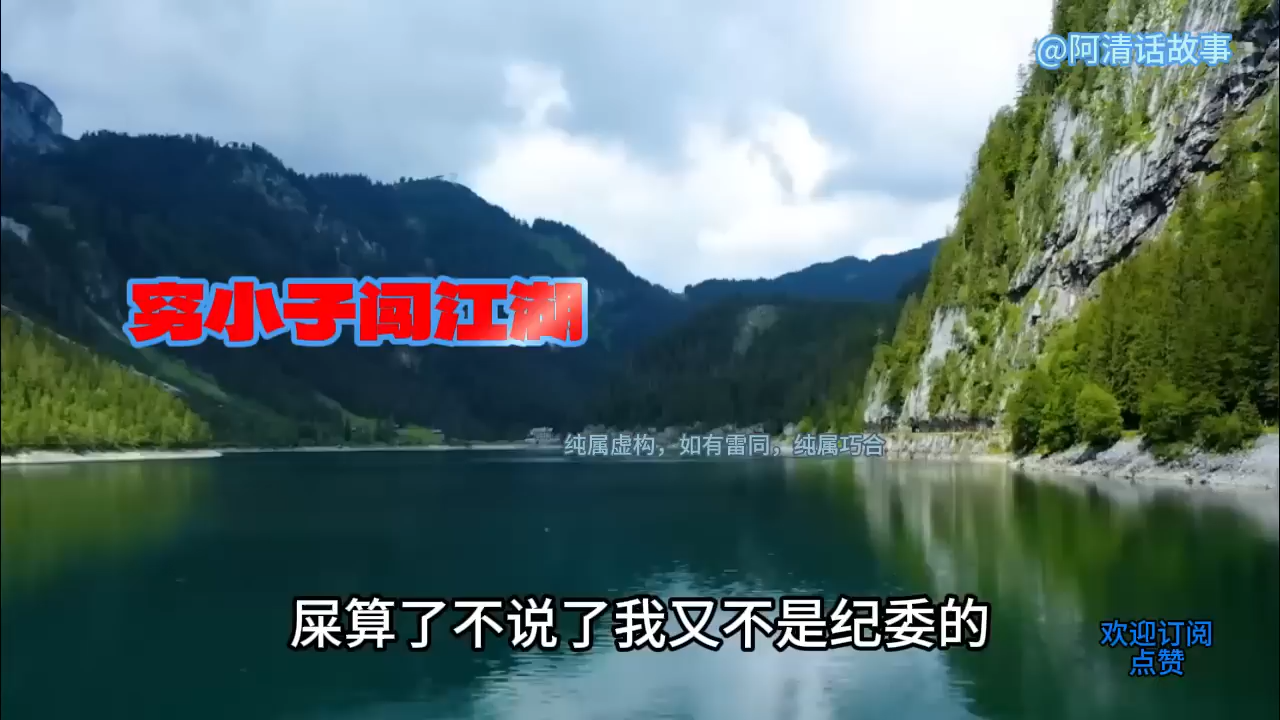 @阿清话故事
穷小子闯江湖
纯属虚构，如有雷同，纯属巧合
屎算了不说了我又不是纪委的
欢迎订阅
点赞